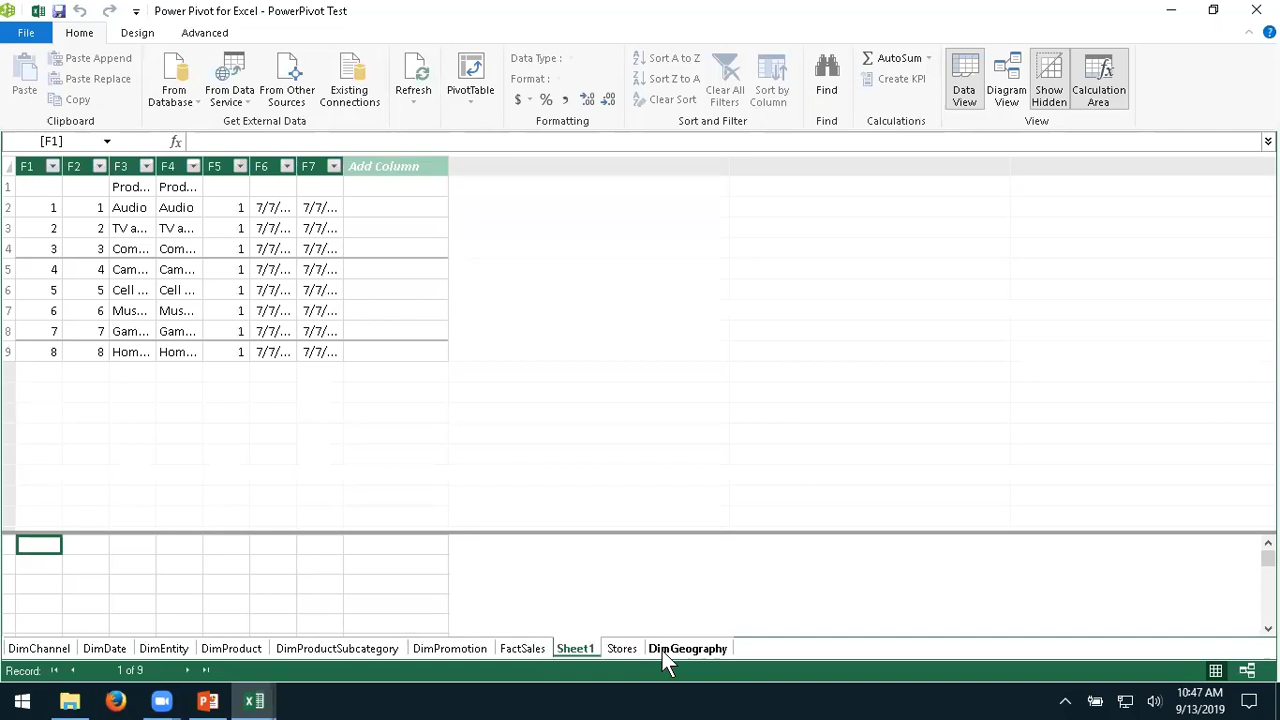 Power Pivot for Excel - PowerPivot Test
File Home Design Advanced
Paste
Paste Append
Paste Replace
Copy
Clipboard
From Database
From Data Service
From Other Sources
Existing Connections
Get External Data
Refresh
PivotTable
Data Type :
Format :
$ % ,
Formatting
Sort A to Z
Sort Z to A
Clear Sort
Clear All Filters
Sort by Column
Sort and Filter
Find
Find
AutoSum
Create KPI
Calculations
Data View
Diagram View
Show Hidden
Calculation Area
View
[F1] fx
F1 F2 F3 F4 F5 F6 F7 Add Column
1 Prod... Prod...
2 1 1 Audio Audio 1 7/7/... 7/7/...
3 2 2 TV a... TV a... 1 7/7/... 7/7/...
4 3 3 Com... Com... 1 7/7/... 7/7/...
5 4 4 Cam... Cam... 1 7/7/... 7/7/...
6 5 5 Cell ... Cell ... 1 7/7/... 7/7/...
7 6 6 Mus... Mus... 1 7/7/... 7/7/...
8 7 7 Gam... Gam... 1 7/7/... 7/7/...
9 8 8 Hom... Hom... 1 7/7/... 7/7/...
DimChannel DimDate DimEntity DimProduct DimProductSubcategory DimPromotion FactSales Sheet1 Stores DimGeography
Record: 1 of 9
10:47 AM
9/13/2019